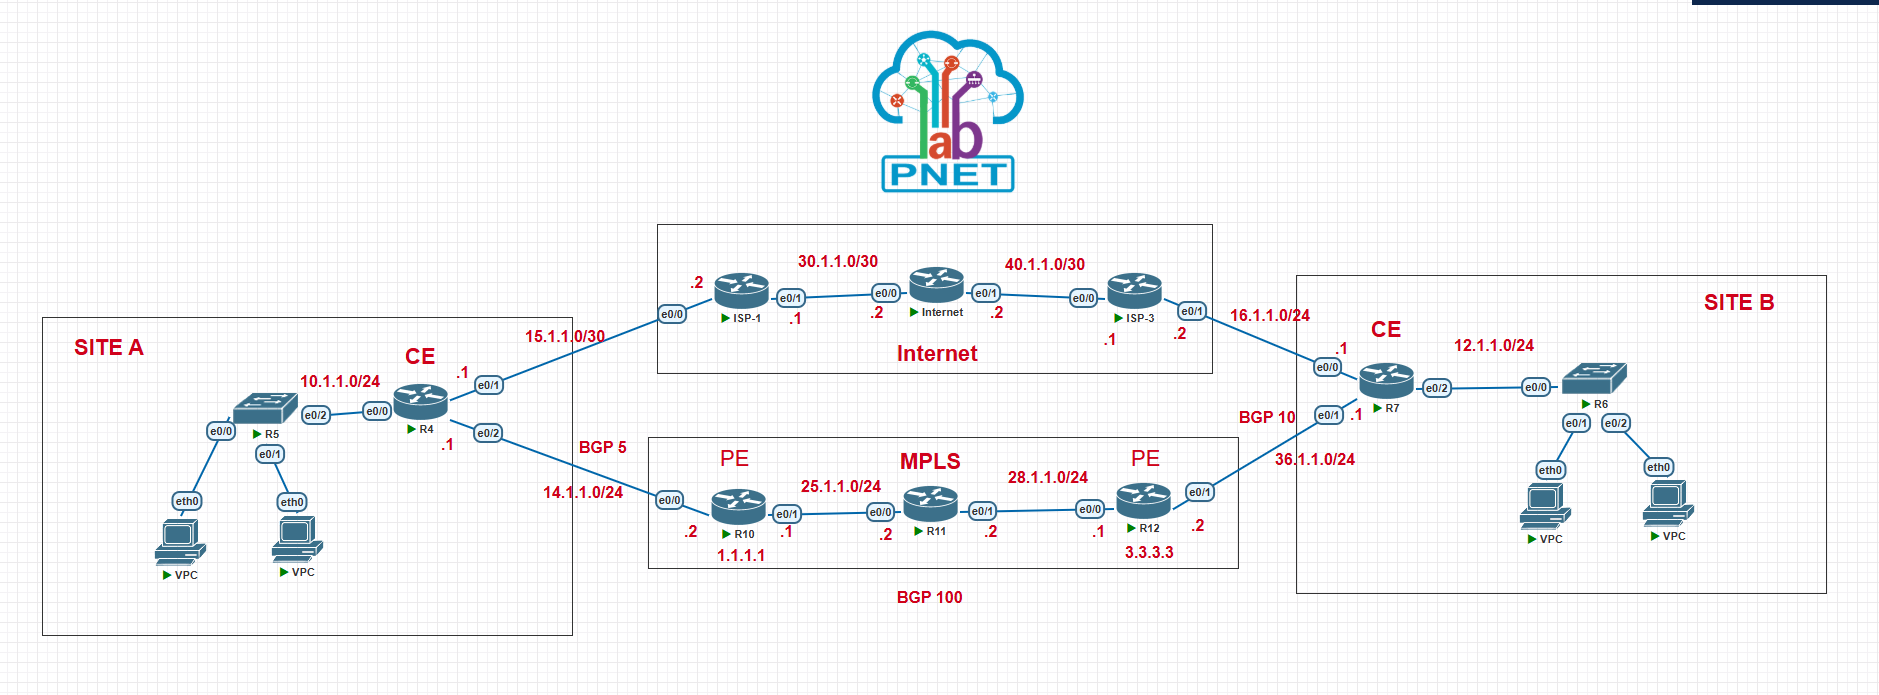 ab
PNET
30.1.1.0/30
40.1.1.0/30
.2
e0/0
ISP-1
e0/1
.1
e0/0
.2
Internet
e0/1
.2
e0/0
ISP-3
.1
e0/1
.2
Internet
15.1.1.0/30
16.1.1.0/24
SITE A
CE
10.1.1.0/24
.1
e0/1
e0/2
e0/0
R4
.1
e0/2
e0/0
R5
e0/1
eth0
eth0
VPC
VPC
BGP 5
14.1.1.0/24
PE
MPLS
PE
e0/0
.2
R10
1.1.1.1
e0/1
.1
25.1.1.0/24
e0/0
.2
R11
e0/1
.2
28.1.1.0/24
e0/0
.1
R12
3.3.3.3
e0/1
.2
BGP 100
BGP 10
36.1.1.0/24
SITE B
CE
.1
e0/0
e0/1
.1
R7
e0/2
12.1.1.0/24
e0/0
R6
e0/1
e0/2
eth0
eth0
VPC
VPC